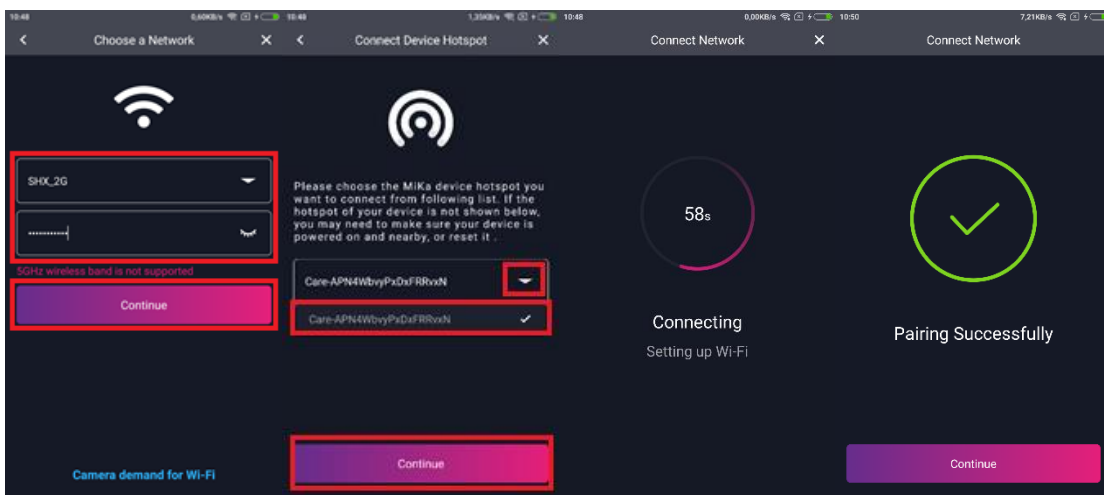 10:48
0,60KB/s
Choose a Network
SHX_2G
5GHz wireless band is not supported
Continue
Camera demand for Wi-Fi
10:48
1,35KB/s
Connect Device Hotspot
Please choose the MiKa device hotspot you
want to connect from following list. If the
hotspot of your device is not shown below,
you may need to make sure your device is
powered on and nearby, or reset it .
Care-APN4WbvyPxDxFRRvxN
Care-APN4WbvyPxDxFRRvxN
Continue
10:48
0,00KB/s
Connect Network
58s
Connecting
Setting up Wi-Fi
10:50
7,21KB/s
Connect Network
Pairing Successfully
Continue